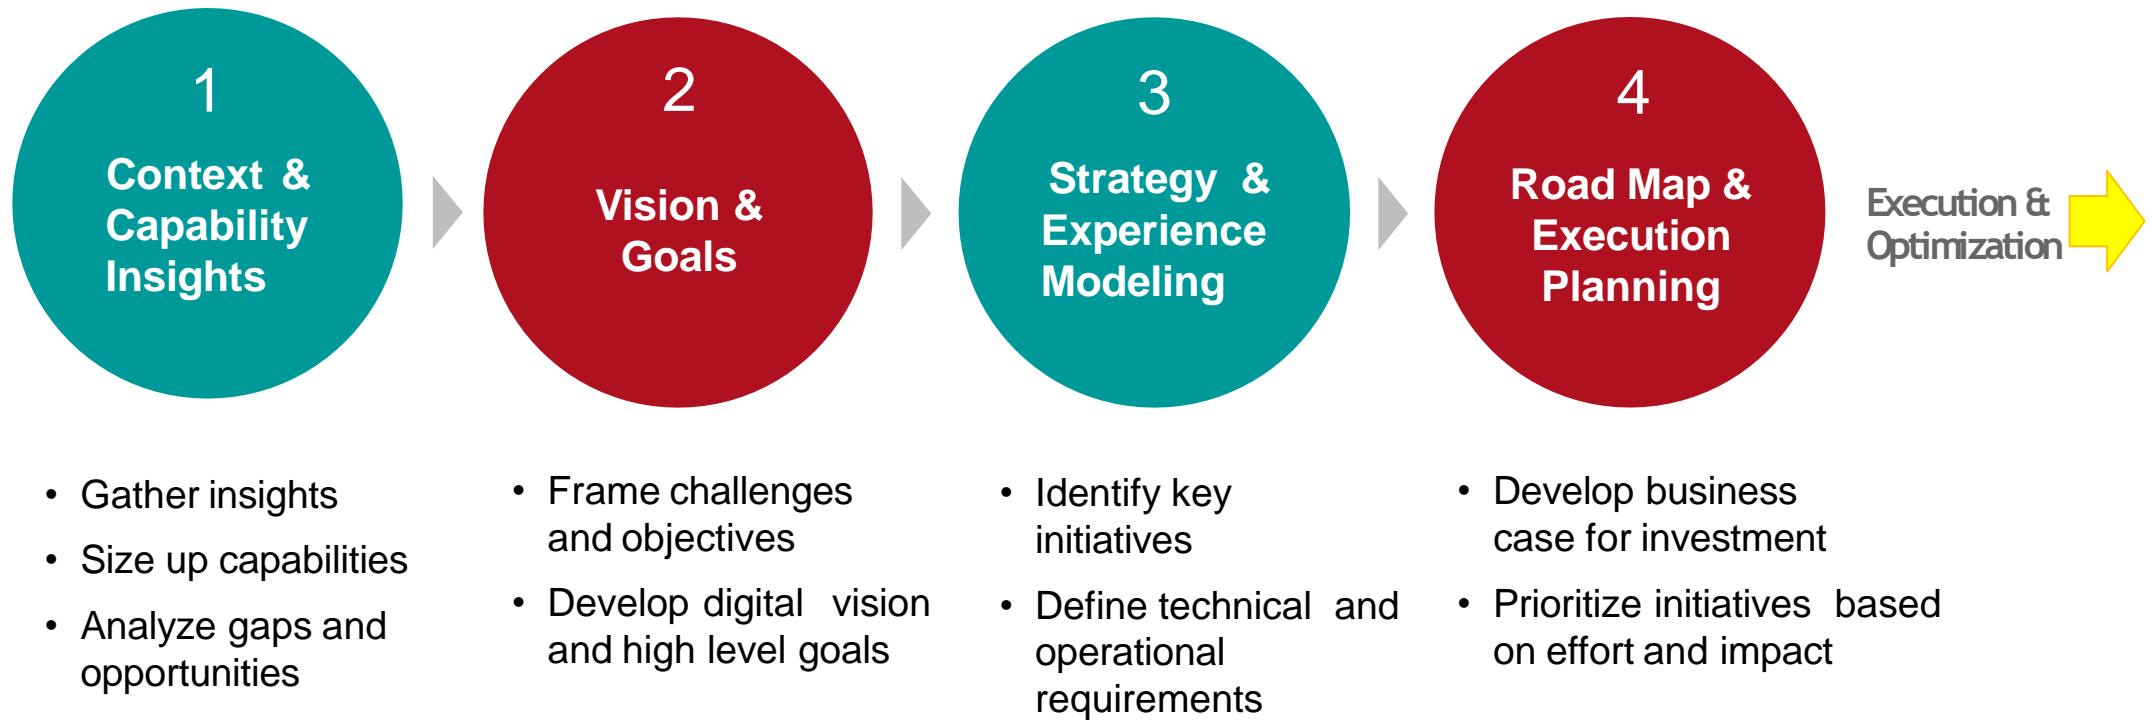 1
Context &
Capability
Insights
2
Vision &
Goals
3
Strategy &
Experience
Modeling
4
Road Map &
Execution
Planning
Execution &
Optimization
• Gather insights
• Size up capabilities
• Analyze gaps and
opportunities
• Frame challenges
and objectives
• Develop digital vision
and high level goals
• Identify key
initiatives
• Define technical and
operational
requirements
• Develop business
case for investment
• Prioritize initiatives based
on effort and impact